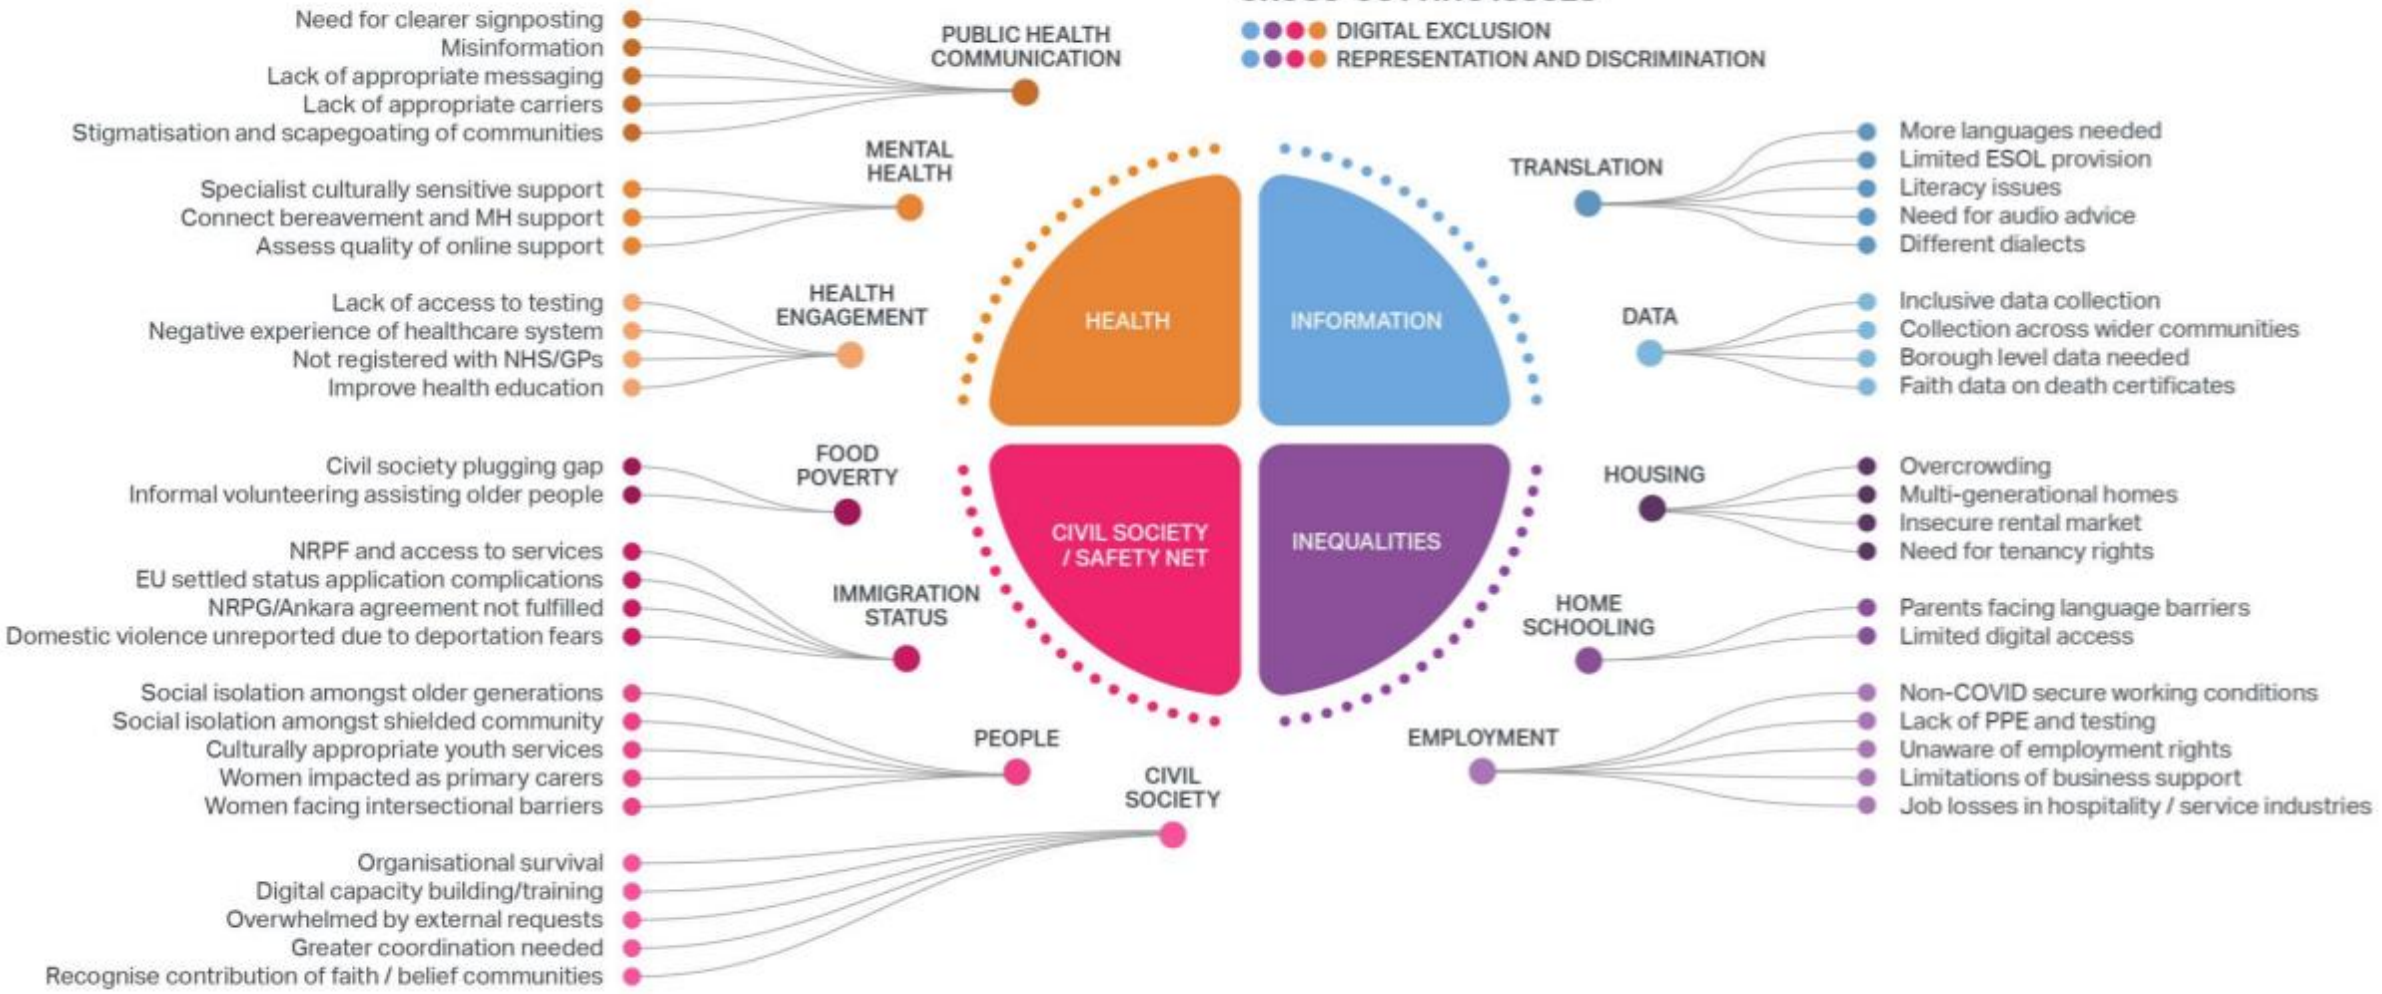 Need for clearer signposting
Misinformation
Lack of appropriate messaging
Lack of appropriate carriers
Stigmatisation and scapegoating of communities
PUBLIC HEALTH
COMMUNICATION
Specialist culturally sensitive support
Connect bereavement and MH support
Assess quality of online support
MENTAL
HEALTH
Lack of access to testing
Negative experience of healthcare system
Not registered with NHS/GPs
Improve health education
HEALTH
ENGAGEMENT
Civil society plugging gap
Informal volunteering assisting older people
FOOD
POVERTY
NRPF and access to services
EU settled status application complications
NRPG/Ankara agreement not fulfilled
Domestic violence unreported due to deportation fears
IMMIGRATION
STATUS
Social isolation amongst older generations
Social isolation amongst shielded community
Culturally appropriate youth services
Women impacted as primary carers
Women facing intersectional barriers
PEOPLE
Organisational survival
Digital capacity building/training
Overwhelmed by external requests
Greater coordination needed
Recognise contribution of faith / belief communities
CIVIL
SOCIETY
HEALTH
INFORMATION
CIVIL SOCIETY
/ SAFETY NET
INEQUALITIES
DIGITAL EXCLUSION
REPRESENTATION AND DISCRIMINATION
TRANSLATION
More languages needed
Limited ESOL provision
Literacy issues
Need for audio advice
Different dialects
DATA
Inclusive data collection
Collection across wider communities
Borough level data needed
Faith data on death certificates
HOUSING
Overcrowding
Multi-generational homes
Insecure rental market
Need for tenancy rights
HOME
SCHOOLING
Parents facing language barriers
Limited digital access
EMPLOYMENT
Non-COVID secure working conditions
Lack of PPE and testing
Unaware of employment rights
Limitations of business support
Job losses in hospitality / service industries